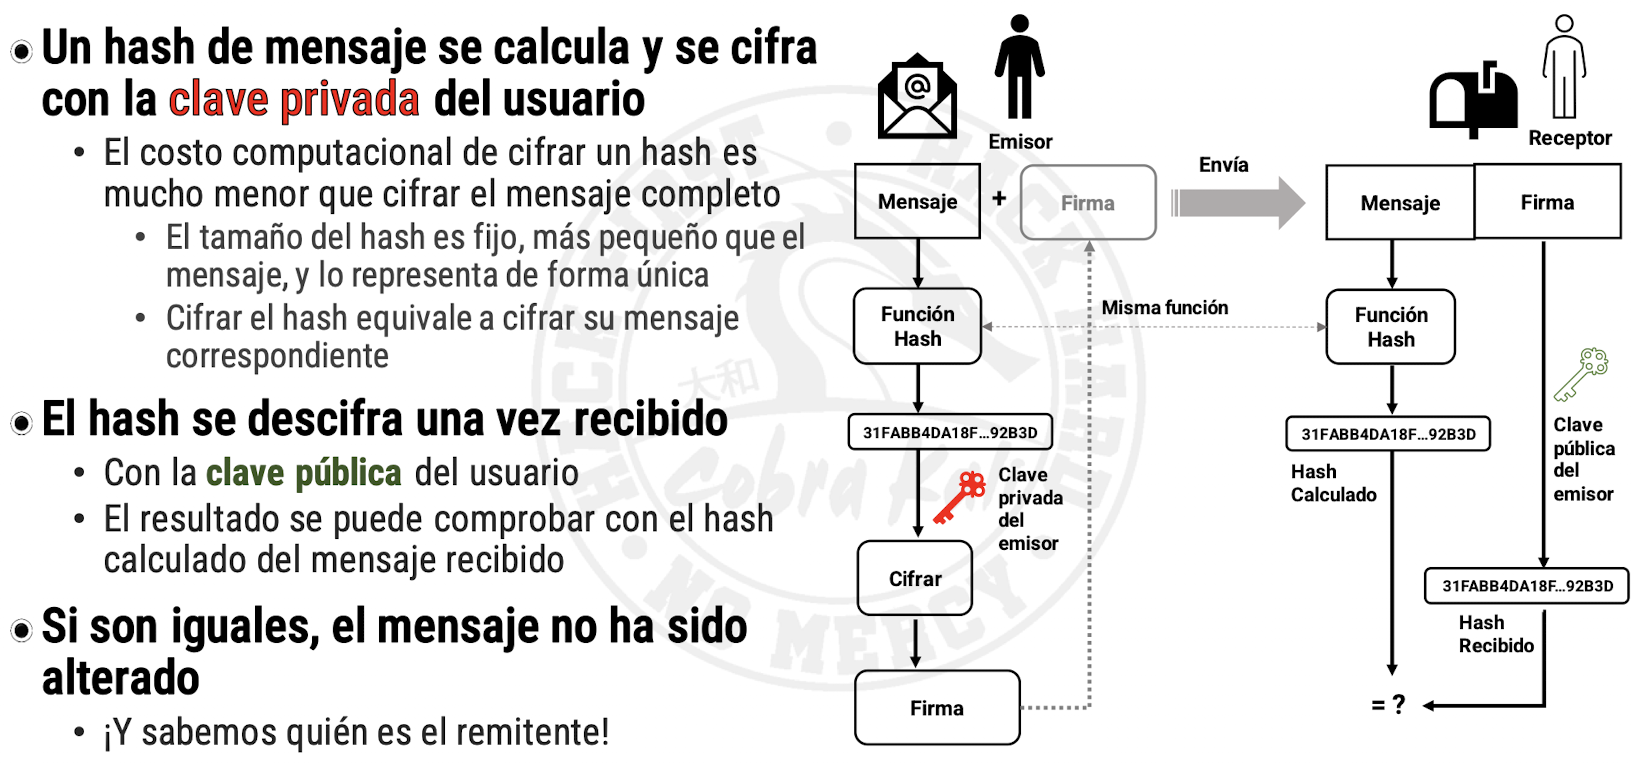 Un hash de mensaje se calcula y se cifra
con la clave privada del usuario
El costo computacional de cifrar un hash es
mucho menor que cifrar el mensaje completo
El tamaño del hash es fijo, más pequeño que el
mensaje, y lo representa de forma única
Cifrar el hash equivale a cifrar su mensaje
correspondiente
El hash se descifra una vez recibido
Con la clave pública del usuario
El resultado se puede comprobar con el hash
calculado del mensaje recibido
Si son iguales, el mensaje no ha sido
alterado
¡Y sabemos quién es el remitente!
Emisor
Mensaje
+
Firma
Envía
Receptor
Mensaje
Firma
Función
Hash
Misma función
Función
Hash
31FABB4DA18F...92B3D
Clave
privada
del
emisor
Cifrar
Firma
31FABB4DA18F...92B3D
Hash
Calculado
Clave
pública
del
emisor
31FABB4DA18F...92B3D
Hash
Recibido
= ?
大和
Cobra Kai
NO MERCY